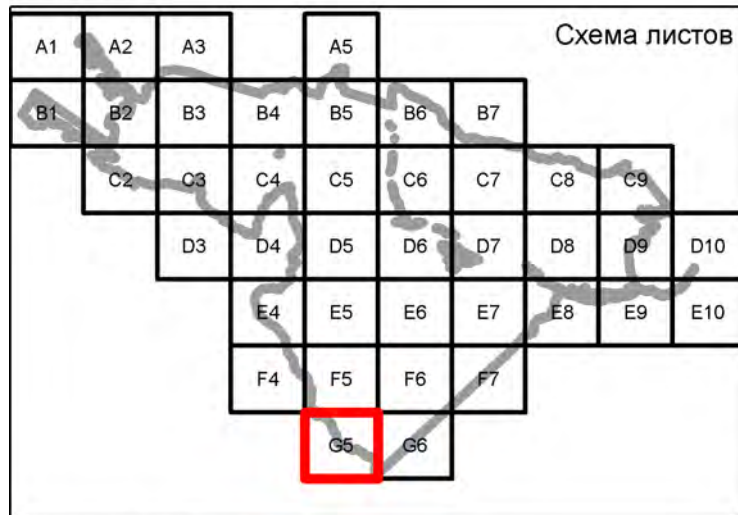 Схема листов
A1 A2 A3 A5
B1 B2 B3 B4 B5 B6 B7
C2 C3 C4 C5 C6 C7 C8 C9
D3 D4 D5 D6 D7 D8 D9 D10
E4 E5 E6 E7 E8 E9 E10
F4 F5 F6 F7
G5 G6